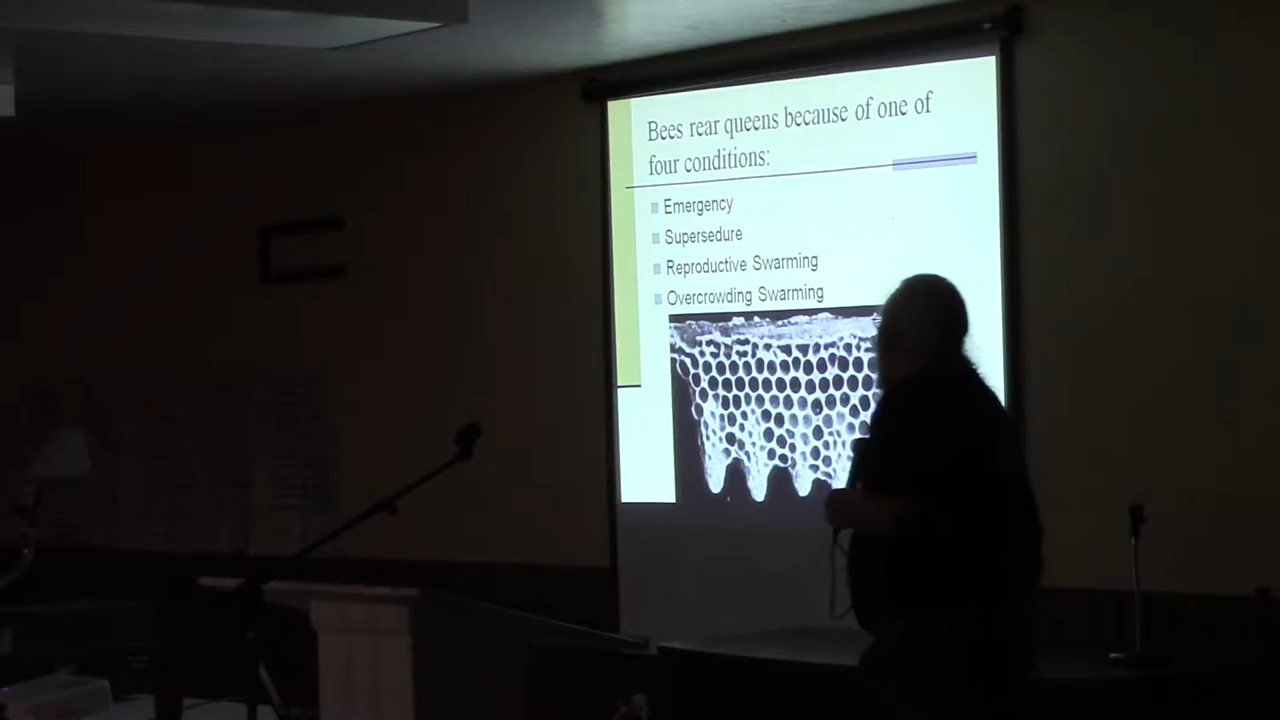 Bees rear queens because of one of
four conditions:
Emergency
Supersedure
Reproductive Swarming
Overcrowding Swarming